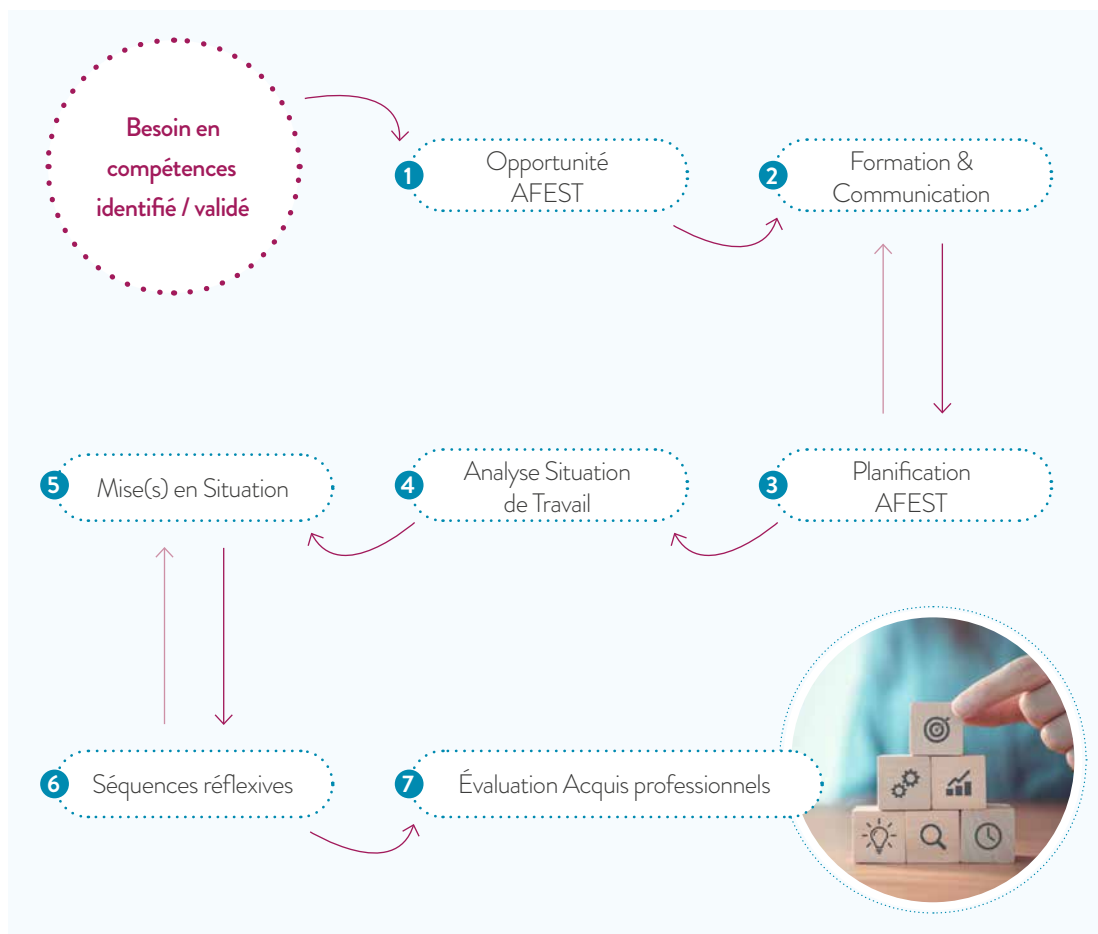 Besoin en
compétences
identifié / validé
1
Opportunité
AFEST
2
Formation &
Communication
3
Planification
AFEST
4
Analyse Situation
de Travail
5
Mise(s) en Situation
6
Séquences réflexives
7
Évaluation Acquis professionnels